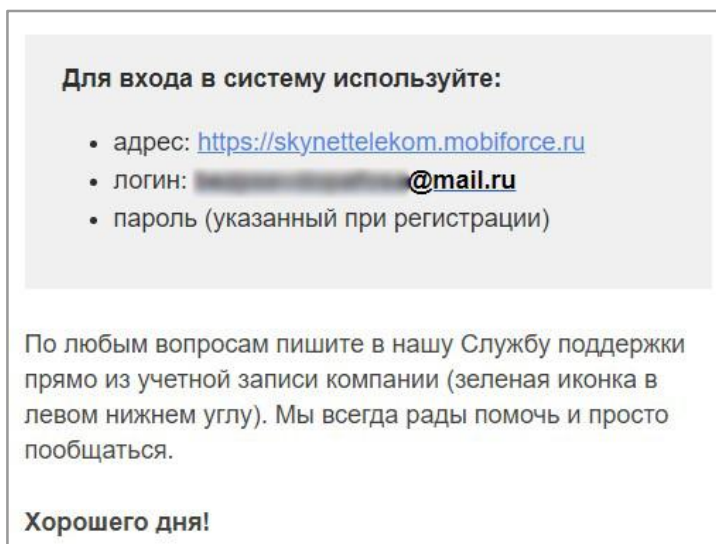 Для входа в систему используйте:
• адрес: https://skynettelekom.mobiforce.ru
• логин: @mail.ru
• пароль (указанный при регистрации)
По любым вопросам пишите в нашу Службу поддержки
прямо из учетной записи компании (зеленая иконка в
левом нижнем углу). Мы всегда рады помочь и просто
пообщаться.
Хорошего дня!